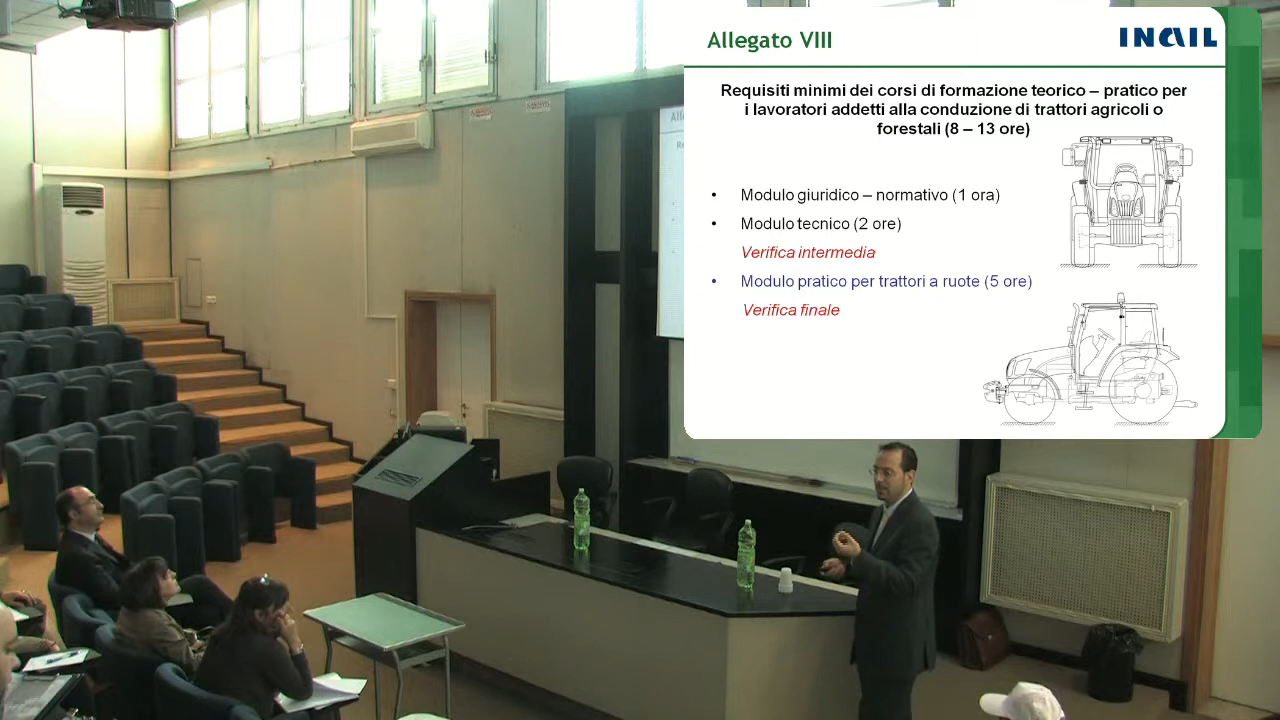 Allegato VIII
INAIL
Requisiti minimi dei corsi di formazione teorico – pratico per
i lavoratori addetti alla conduzione di trattori agricoli o
forestali (8 – 13 ore)
• Modulo giuridico – normativo (1 ora)
• Modulo tecnico (2 ore)
Verifica intermedia
• Modulo pratico per trattori a ruote (5 ore)
Verifica finale